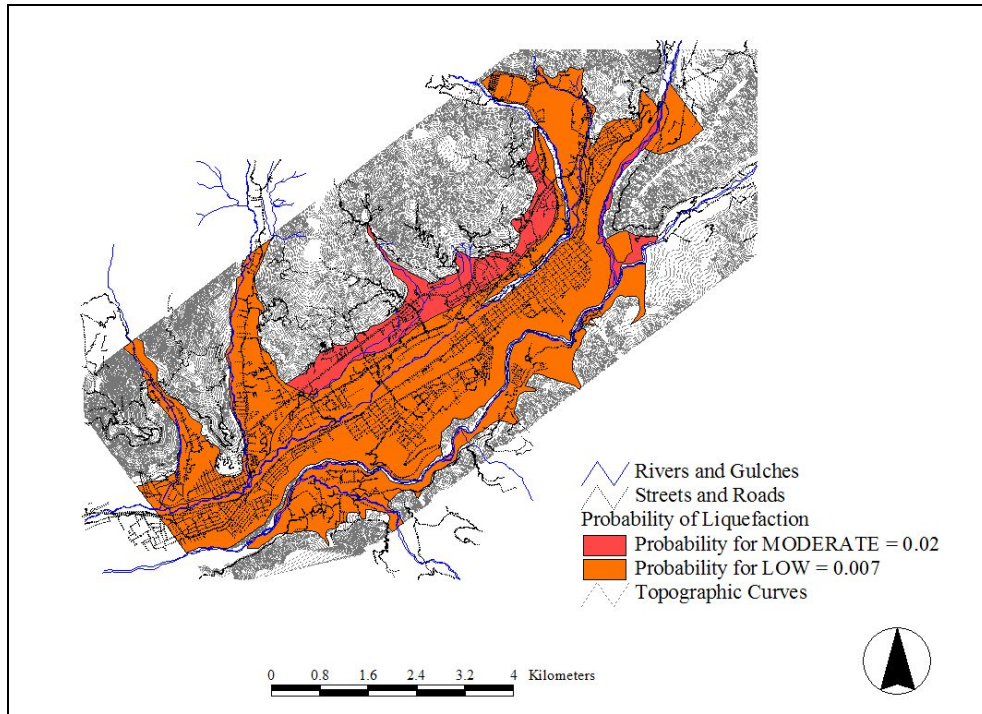 Rivers and Gulches
Streets and Roads
Probability of Liquefaction
Probability for MODERATE = 0.02
Probability for LOW = 0.007
Topographic Curves
0 0.8 1.6 2.4 3.2 4 Kilometers